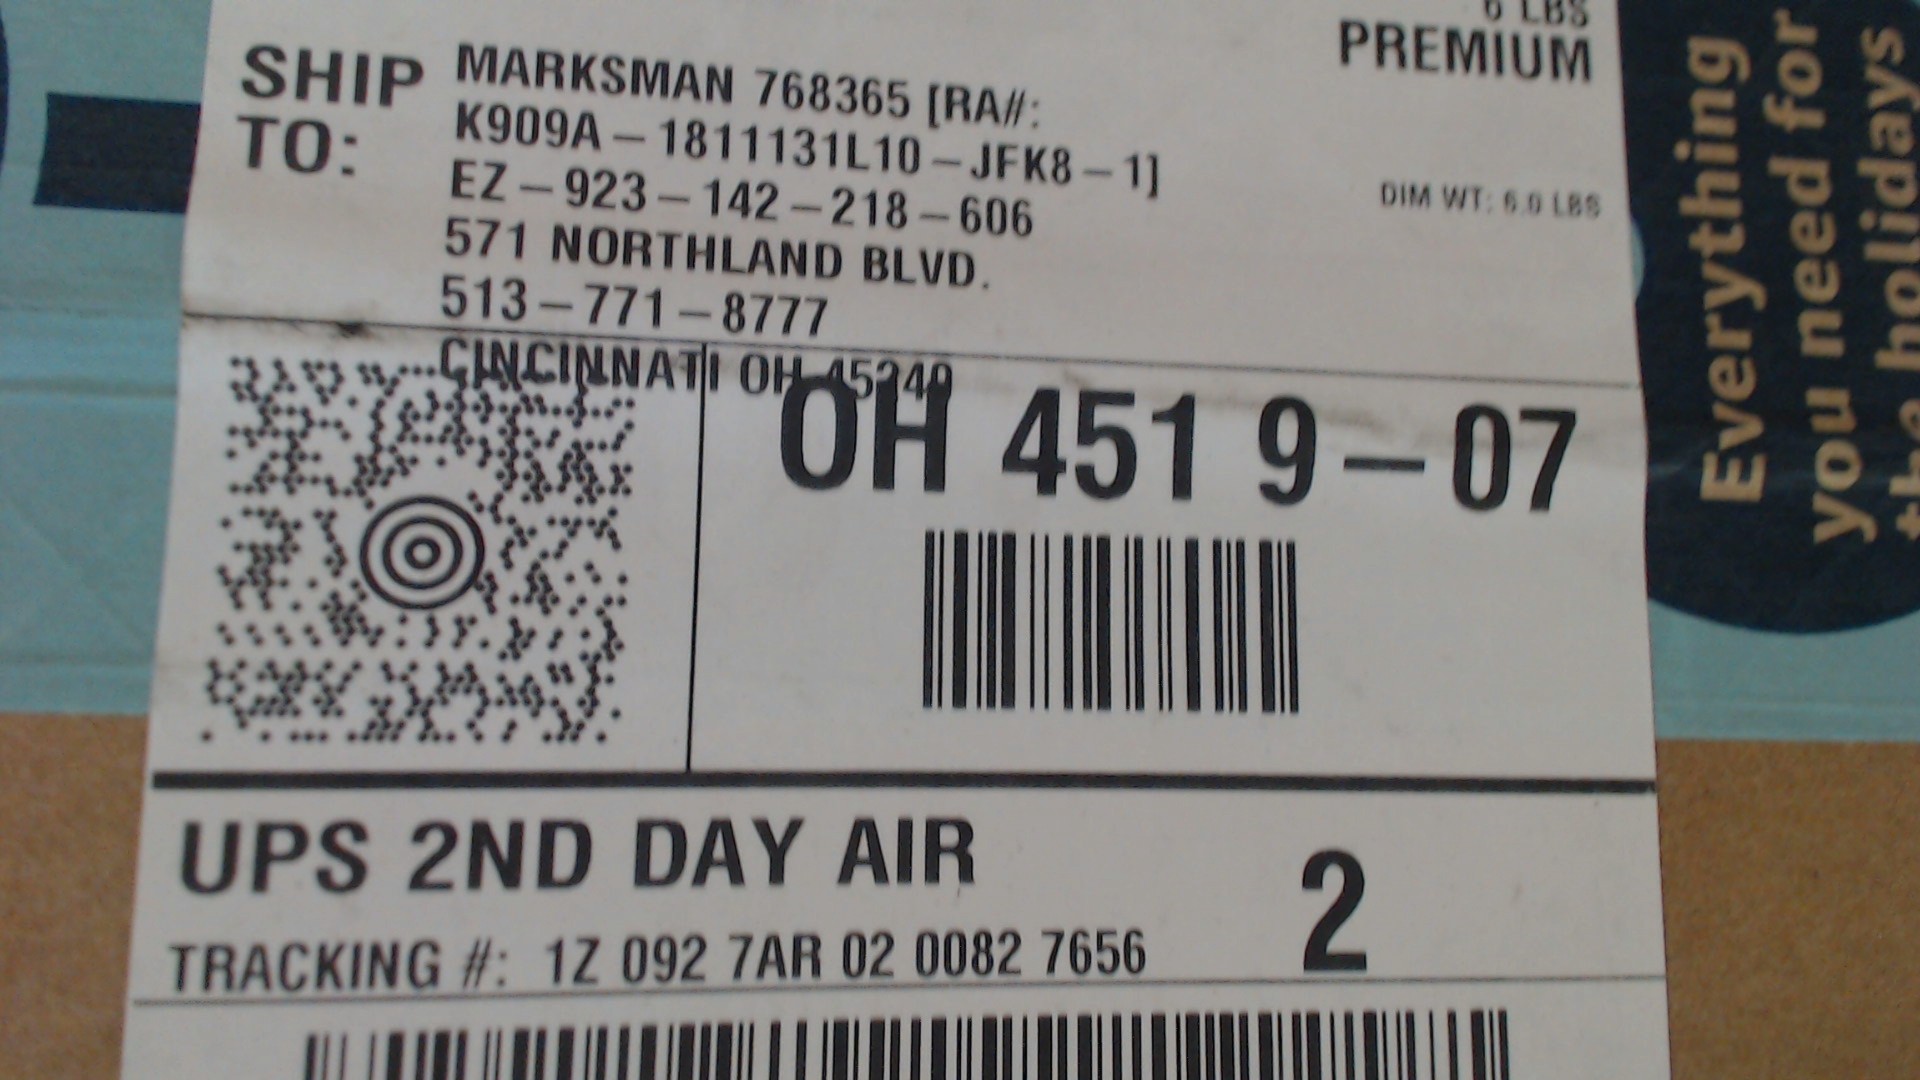 6 LBS
PREMIUM
SHIP TO:
MARKSMAN 768365 [RA#:
K909A-1811131L10-JFK8-1]
EZ-923-142-218-606
571 NORTHLAND BLVD.
513-771-8777
CINCINNATI OH 45240
DIM WT: 6.0 LBS
OH 451 9-07
UPS 2ND DAY AIR
2
TRACKING #: 1Z 092 7AR 02 0082 7656
Everything
you need for
the holidays